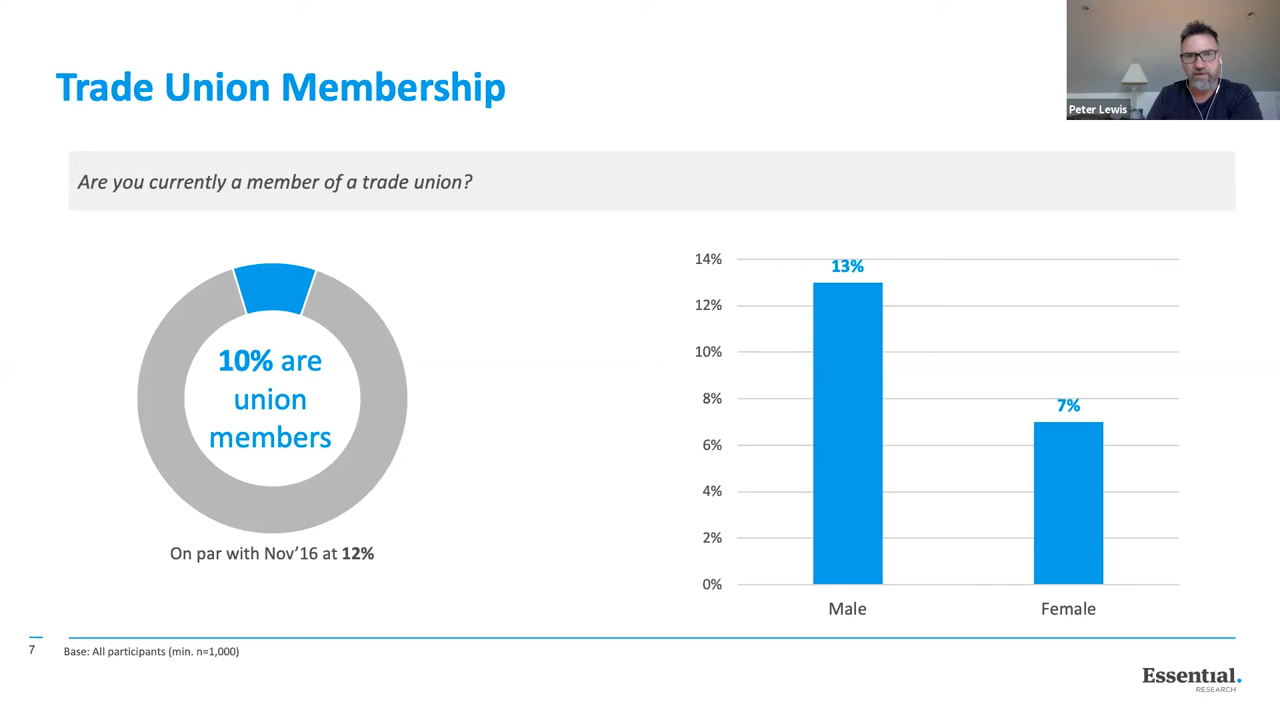 Trade Union Membership
Peter Lewis
Are you currently a member of a trade union?
10% are
union
members
On par with Nov’16 at 12%
14%
12%
10%
8%
6%
4%
2%
0%
13%
7%
Male
Female
7
Base: All participants (min. n=1,000)
Essential.
RESEARCH